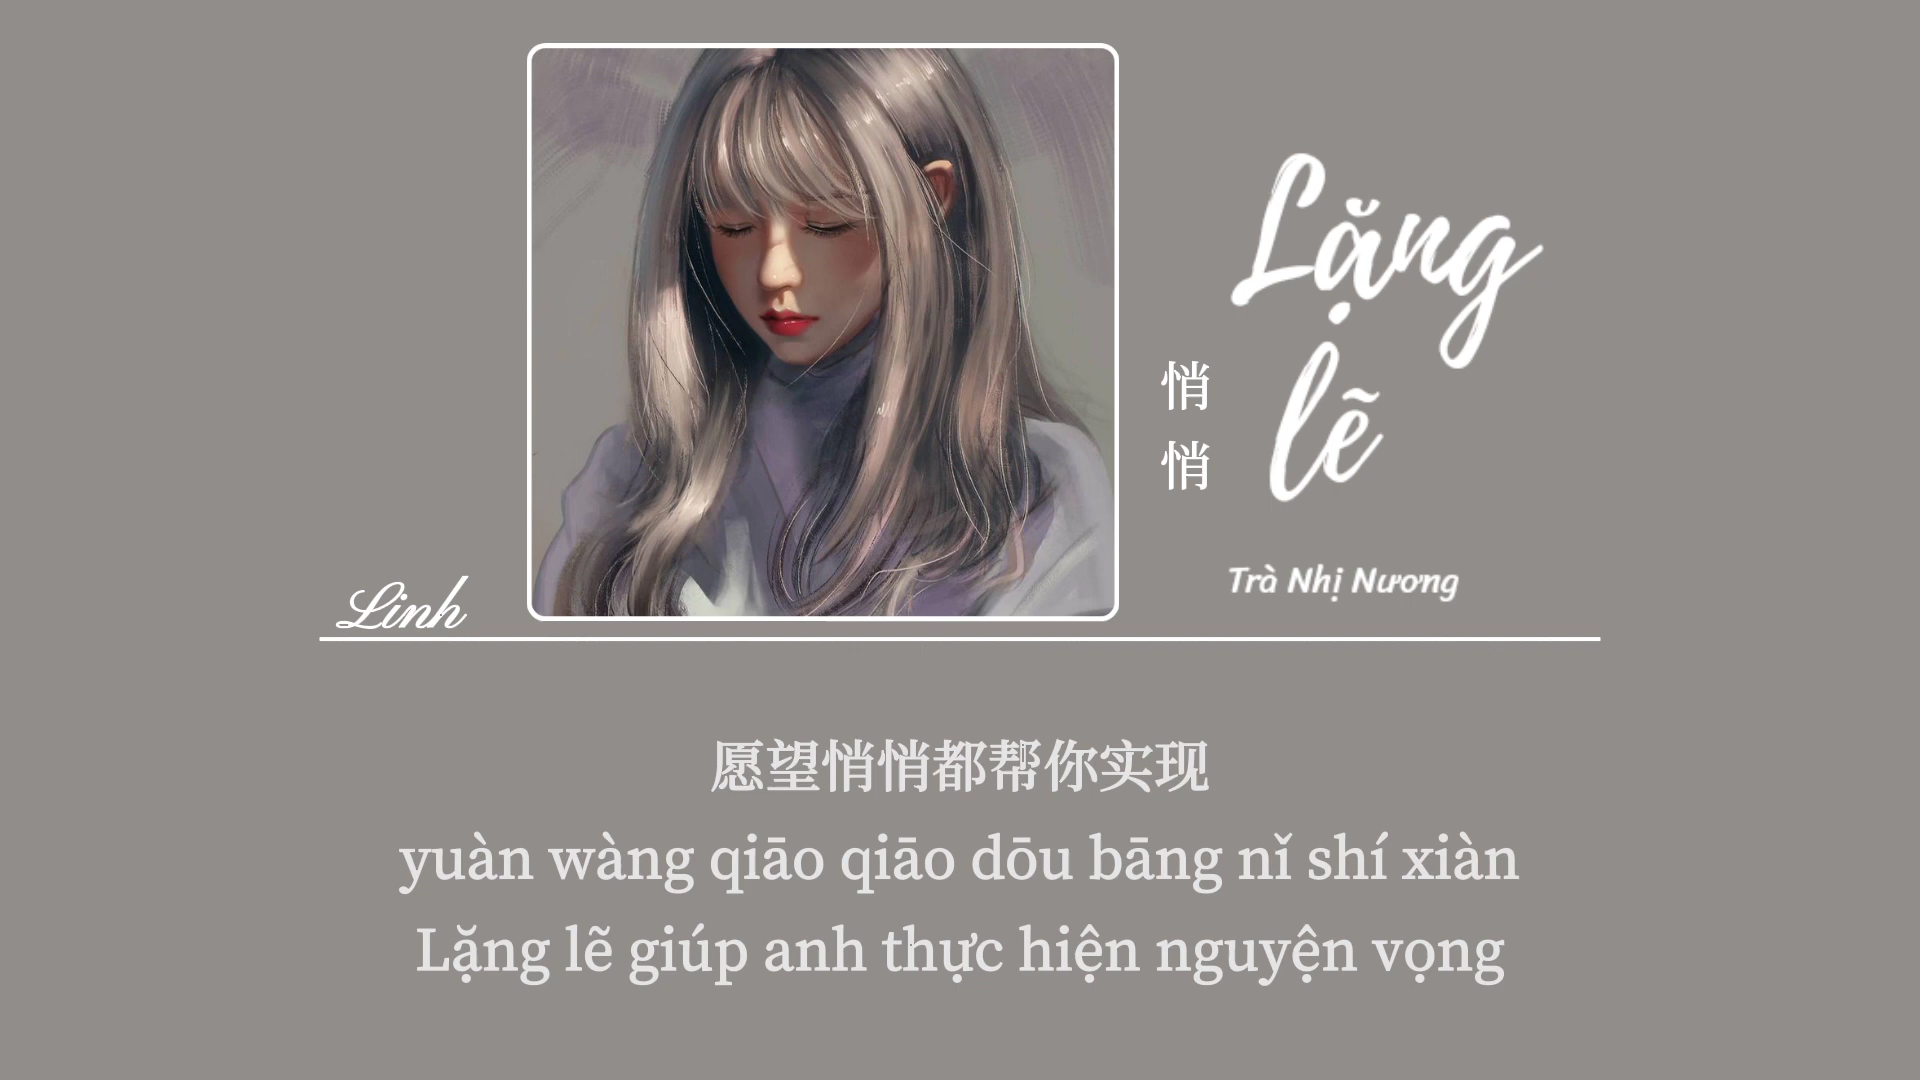 Lặng
lẽ
悄
悄
Trà Nhị Nương
Linh
愿望悄悄都帮你实现
yuàn wàng qiāo qiāo dōu bāng nǐ shí xiàn
Lặng lẽ giúp anh thực hiện nguyện vọng